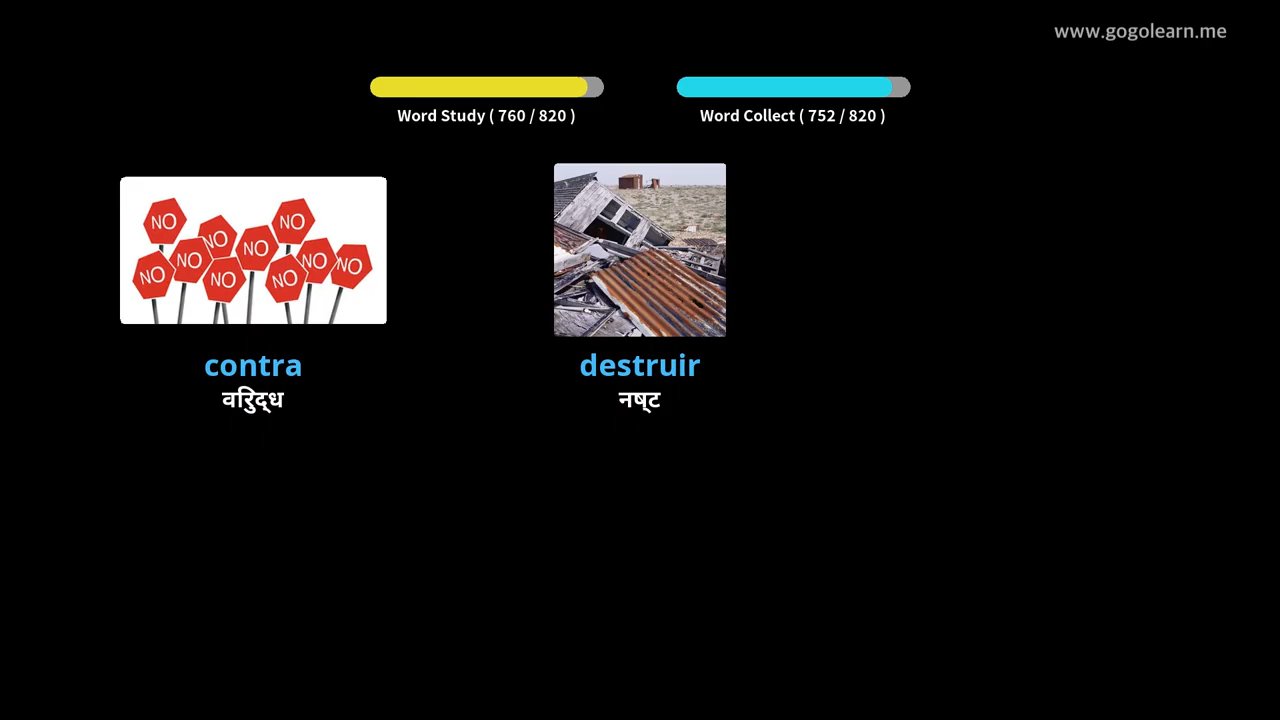 www.gogolearn.me
Word Study ( 760 / 820 )
Word Collect ( 752 / 820 )
NO
NO
NO
NO
NO
NO
NO
NO
NO
NO
contra
destruir
विरुद्ध
नष्ट